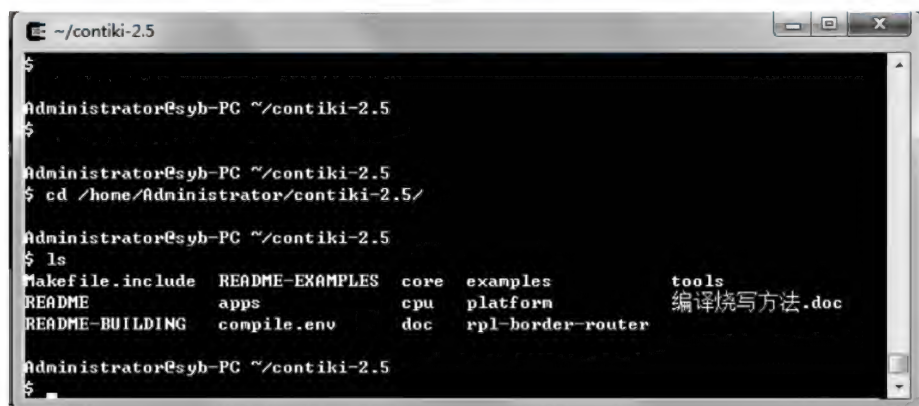 ~/contiki-2.5
$
Administrator@syb-PC ~/contiki-2.5
$
Administrator@syb-PC ~/contiki-2.5
$ cd /home/Administrator/contiki-2.5/
Administrator@syb-PC ~/contiki-2.5
$ ls
Makefile.include README-EXAMPLES core examples tools
README apps cpu platform 编译烧写方法.doc
README-BUILDING compile.env doc rpl-border-router
Administrator@syb-PC ~/contiki-2.5
$